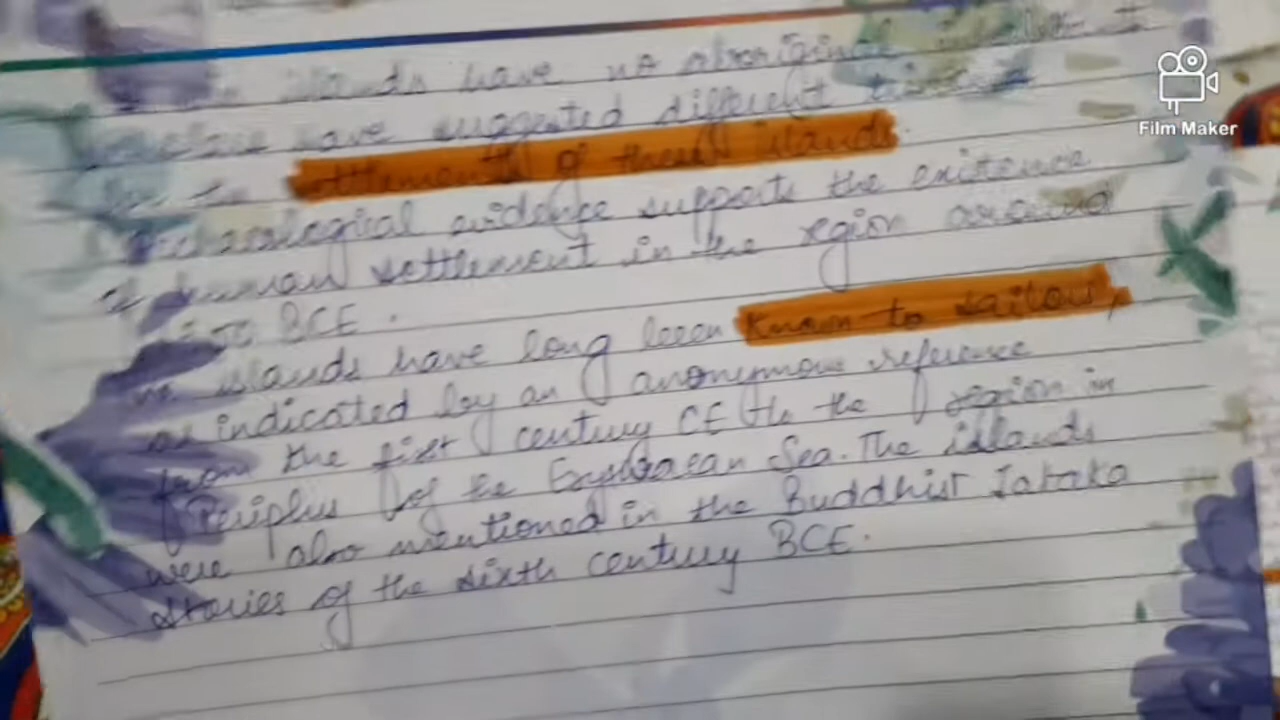 islands have no aboriginal
have suggested different
settlements of these islands.
Archaeological evidence supports the existence
of human settlement in the region around
BCE.
islands have long been known to sailors,
as indicated by an anonymous reference
from the first century CE to the region in
Periplus of the Erythraean Sea. The islands
were also mentioned in the Buddhist Jataka
stories of the sixth century BCE.
Film Maker